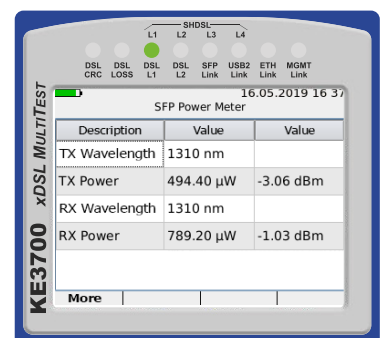 SHDSL
L1 L2 L3 L4
DSL CRC DSL LOSS DSL L1 DSL L2 SFP Link USB2 Link ETH Link MGMT Link
KE3700 xDSL MULTITEST
16.05.2019 16 37
SFP Power Meter
Description Value Value
TX Wavelength 1310 nm
TX Power 494.40 µW -3.06 dBm
RX Wavelength 1310 nm
RX Power 789.20 µW -1.03 dBm
More